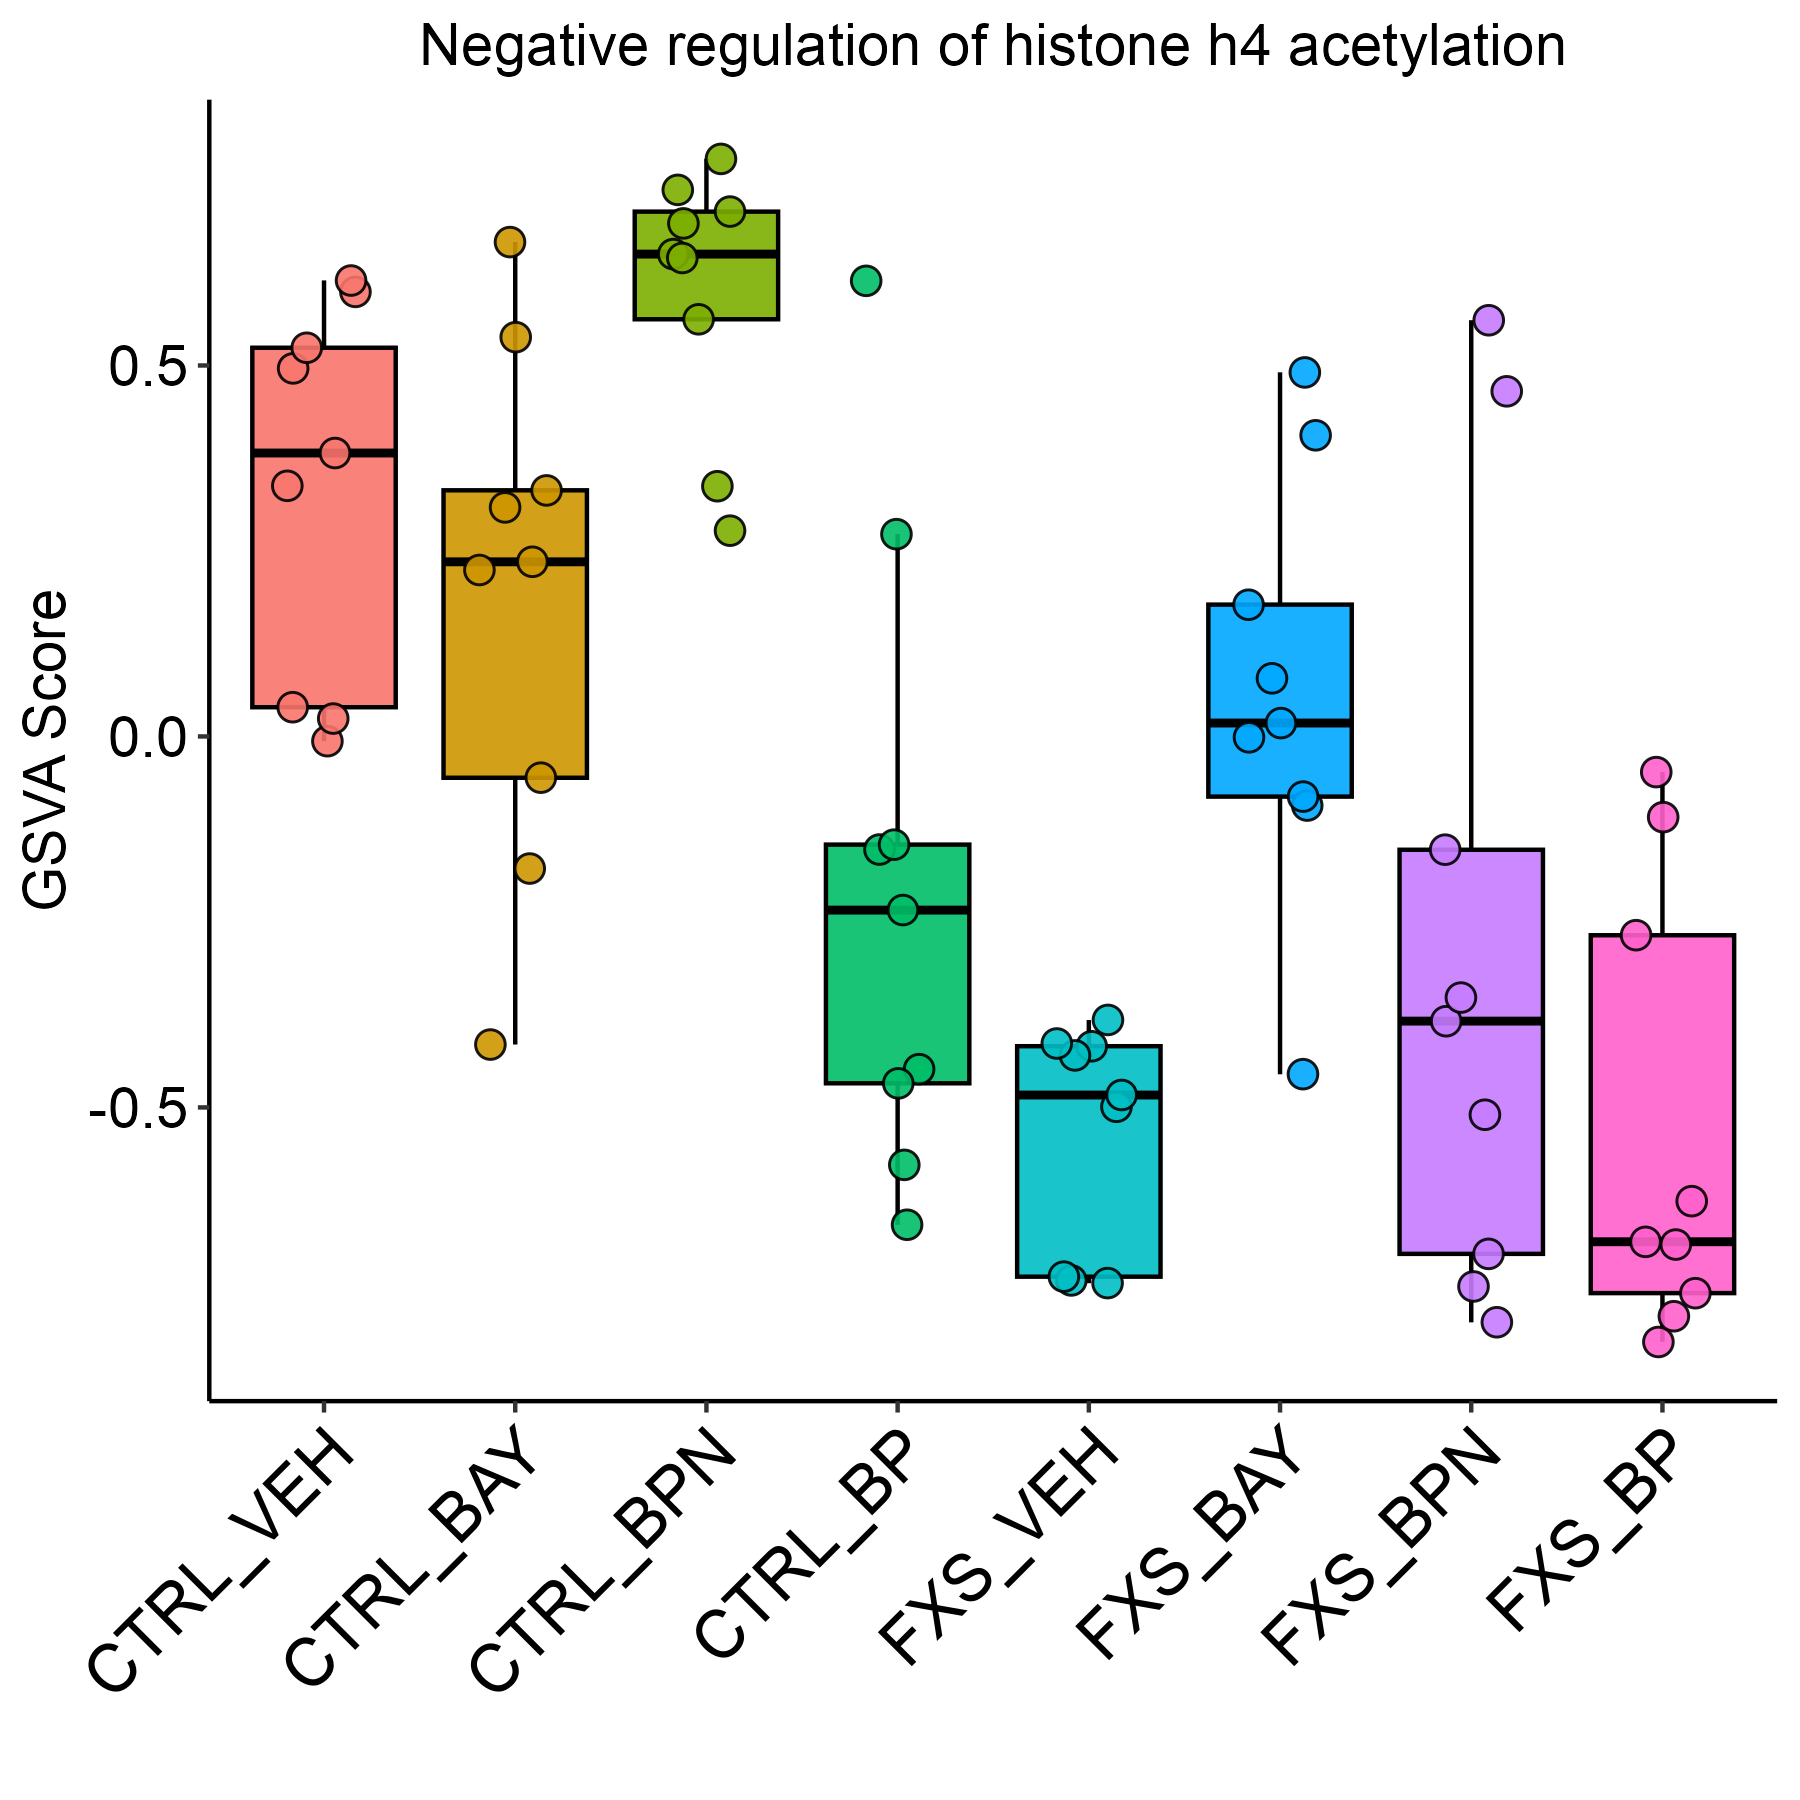 Negative regulation of histone h4 acetylation
GSVA Score
0.5
0.0
-0.5
CTRL_VEH
CTRL_BAY
CTRL_BPN
CTRL_BP
FXS_VEH
FXS_BAY
FXS_BPN
FXS_BP